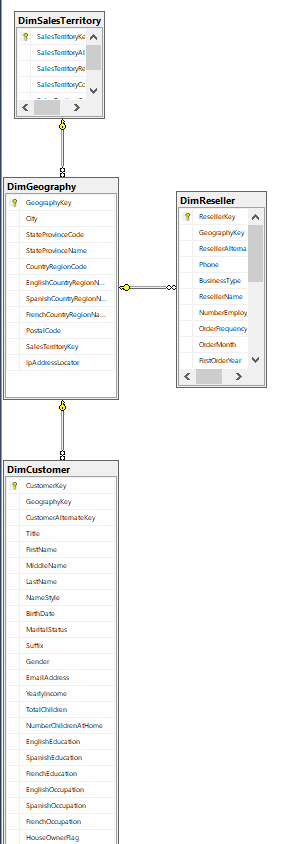 DimSalesTerritory
SalesTerritoryKe
SalesTerritoryAl
SalesTerritoryRe
SalesTerritoryCo
DimGeography
GeographyKey
City
StateProvinceCode
StateProvinceName
CountryRegionCode
EnglishCountryRegionN...
SpanishCountryRegionN...
FrenchCountryRegionNa...
PostalCode
SalesTerritoryKey
IpAddressLocator
DimReseller
ResellerKey
GeographyKey
ResellerAlterna
Phone
BusinessType
ResellerName
NumberEmploy
OrderFrequency
OrderMonth
FirstOrderYear
DimCustomer
CustomerKey
GeographyKey
CustomerAlternateKey
Title
FirstName
MiddleName
LastName
NameStyle
BirthDate
MaritalStatus
Suffix
Gender
EmailAddress
YearlyIncome
TotalChildren
NumberChildrenAtHome
EnglishEducation
SpanishEducation
FrenchEducation
EnglishOccupation
SpanishOccupation
FrenchOccupation
HouseOwnerFlag